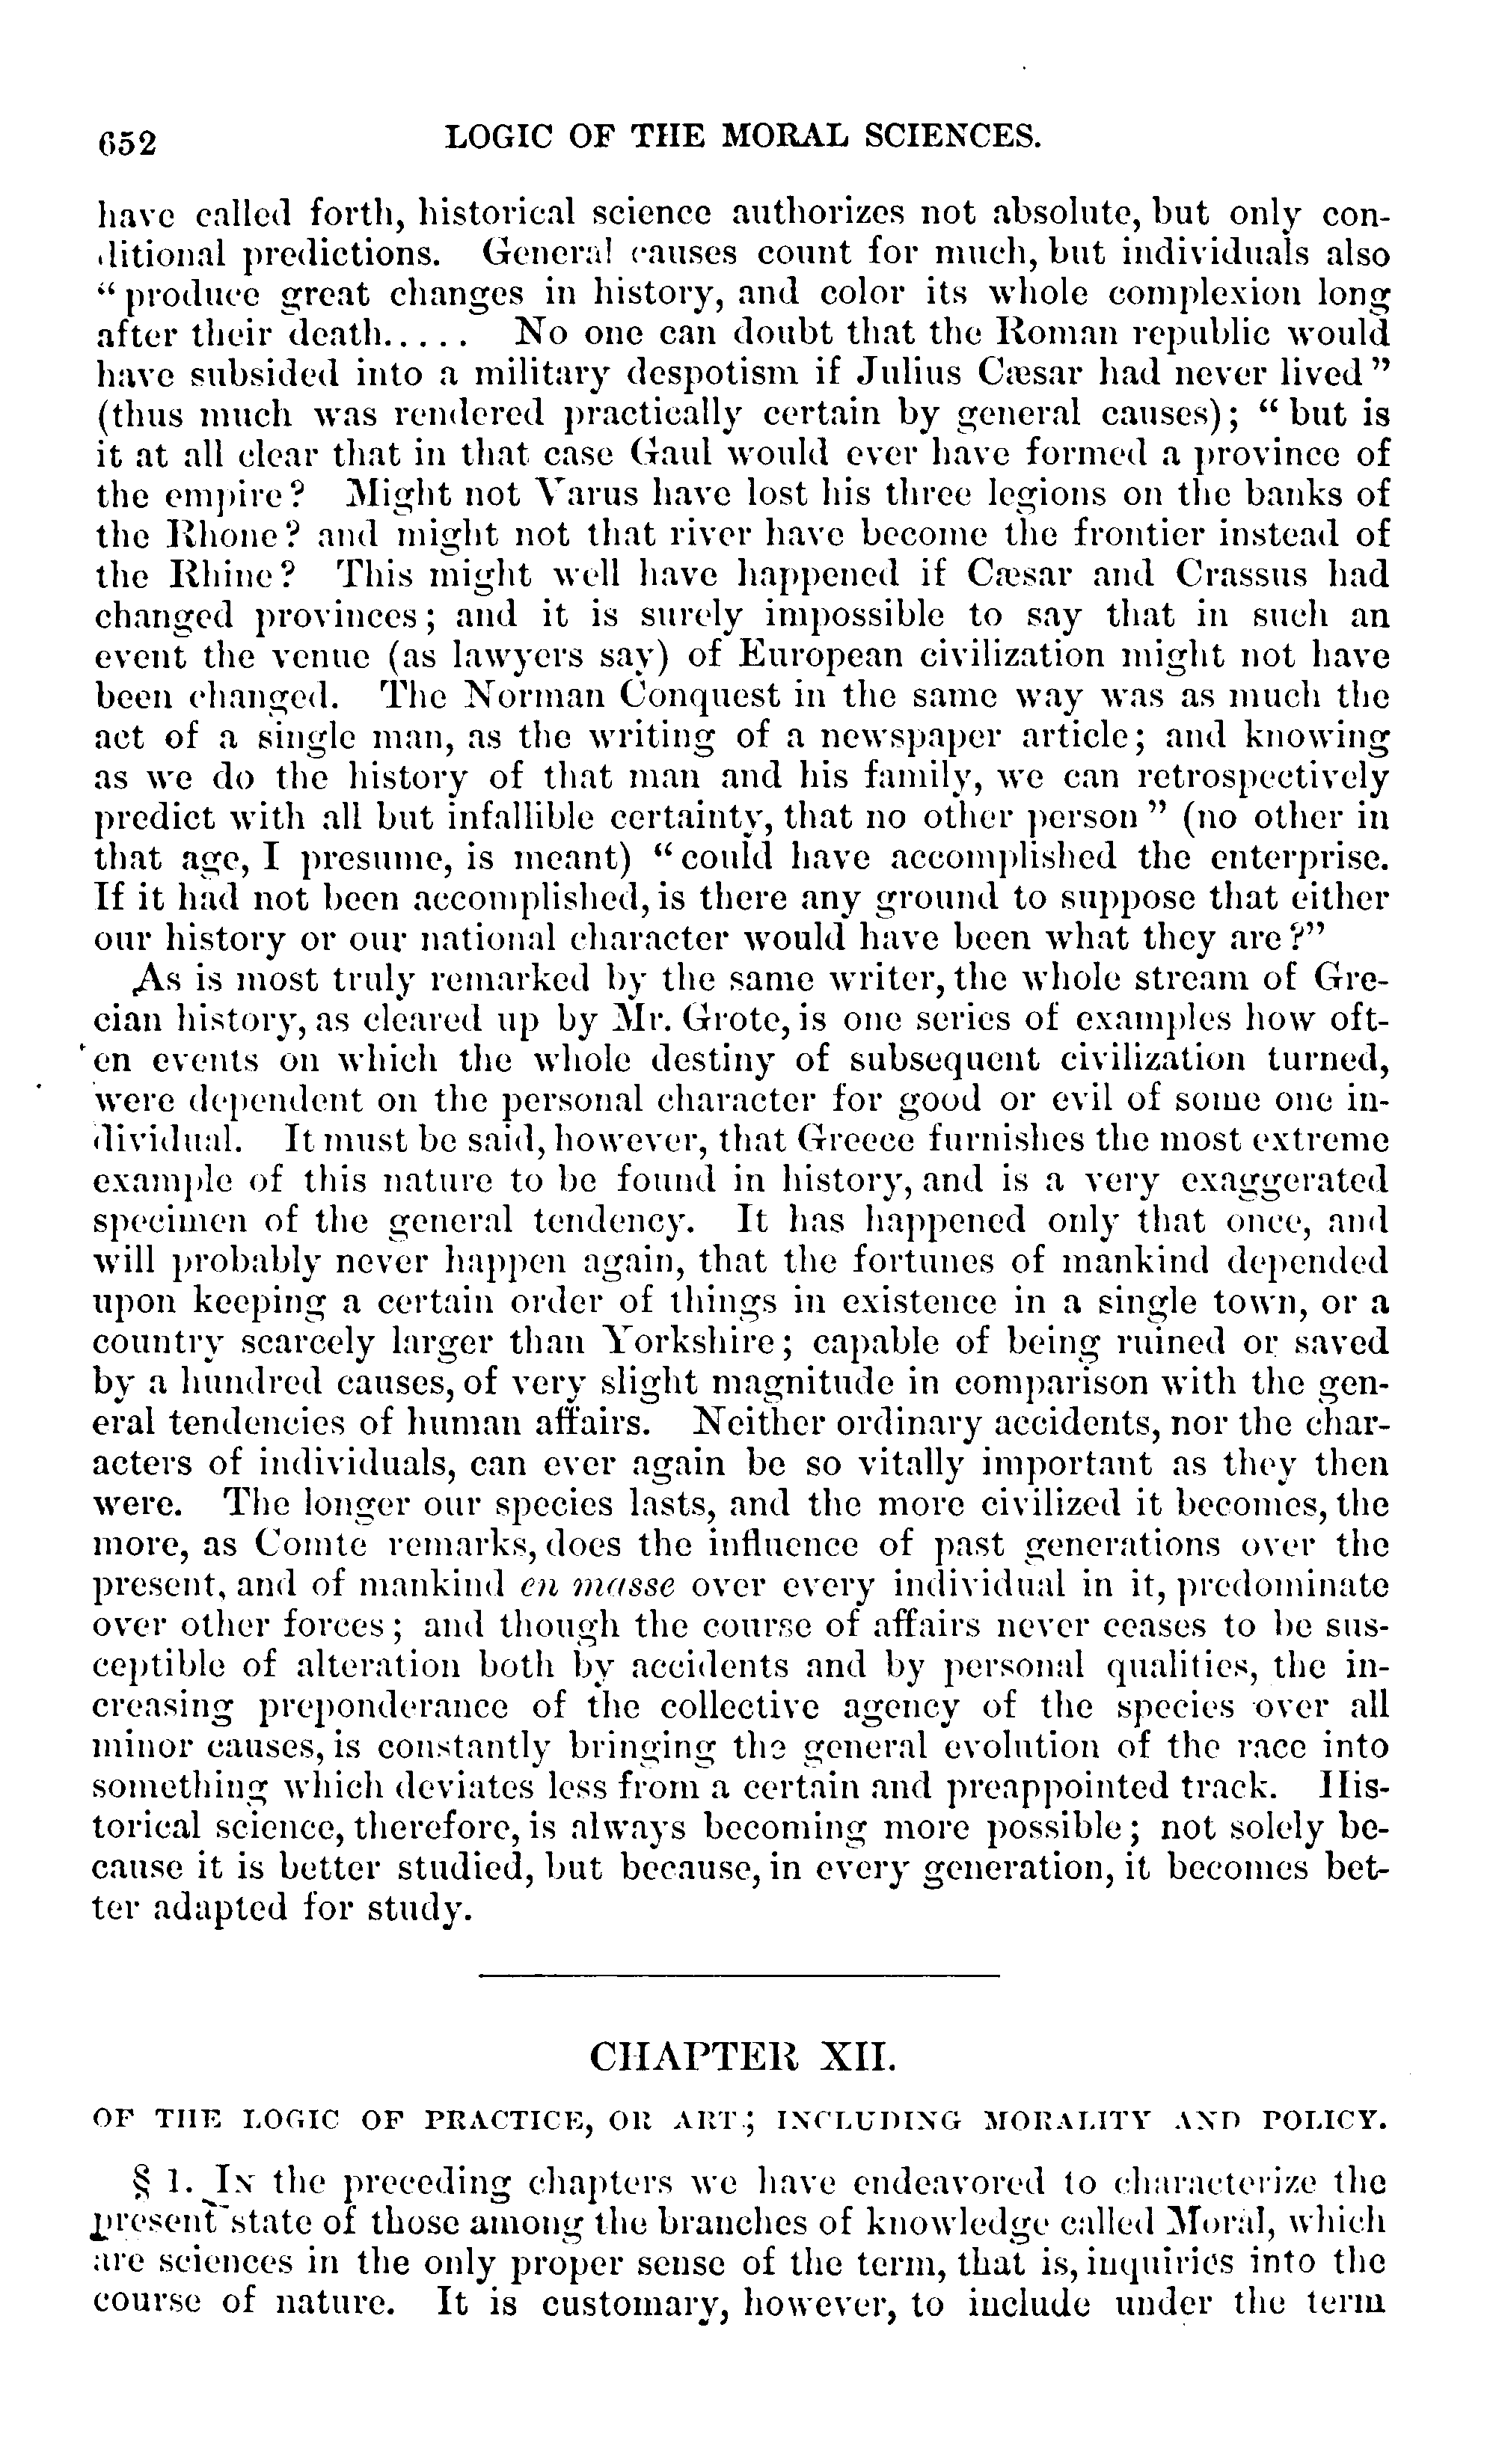 652 LOGIC OF THE MORAL SCIENCES.
have called forth, historical science authorizes not absolute, but only con-
ditional predictions. General causes count for much, but individuals also
“produce great changes in history, and color its whole complexion long
after their death..... No one can doubt that the Roman republic would
have subsided into a military despotism if Julius Cæsar had never lived”
(thus much was rendered practically certain by general causes); “but is
it at all clear that in that case Gaul would ever have formed a province of
the empire? Might not Varus have lost his three legions on the banks of
the Rhone? and might not that river have become the frontier instead of
the Rhine? This might well have happened if Cæsar and Crassus had
changed provinces; and it is surely impossible to say that in such an
event the venue (as lawyers say) of European civilization might not have
been changed. The Norman Conquest in the same way was as much the
act of a single man, as the writing of a newspaper article; and knowing
as we do the history of that man and his family, we can retrospectively
predict with all but infallible certainty, that no other person” (no other in
that age, I presume, is meant) “could have accomplished the enterprise.
If it had not been accomplished, is there any ground to suppose that either
our history or our national character would have been what they are?”
As is most truly remarked by the same writer, the whole stream of Gre-
cian history, as cleared up by Mr. Grote, is one series of examples how oft-
en events on which the whole destiny of subsequent civilization turned,
were dependent on the personal character for good or evil of some one in-
dividual. It must be said, however, that Greece furnishes the most extreme
example of this nature to be found in history, and is a very exaggerated
specimen of the general tendency. It has happened only that once, and
will probably never happen again, that the fortunes of mankind depended
upon keeping a certain order of things in existence in a single town, or a
country scarcely larger than Yorkshire; capable of being ruined or saved
by a hundred causes, of very slight magnitude in comparison with the gen-
eral tendencies of human affairs. Neither ordinary accidents, nor the char-
acters of individuals, can ever again be so vitally important as they then
were. The longer our species lasts, and the more civilized it becomes, the
more, as Comte remarks, does the influence of past generations over the
present, and of mankind en masse over every individual in it, predominate
over other forces; and though the course of affairs never ceases to be sus-
ceptible of alteration both by accidents and by personal qualities, the in-
creasing preponderance of the collective agency of the species over all
minor causes, is constantly bringing the general evolution of the race into
something which deviates less from a certain and preappointed track. His-
torical science, therefore, is always becoming more possible; not solely be-
cause it is better studied, but because, in every generation, it becomes bet-
ter adapted for study.
CHAPTER XII.
OF THE LOGIC OF PRACTICE, OR ART; INCLUDING MORALITY AND POLICY.
§ 1. IN the preceding chapters we have endeavored to characterize the
present state of those among the branches of knowledge called Moral, which
are sciences in the only proper sense of the term, that is, inquiries into the
course of nature. It is customary, however, to include under the term